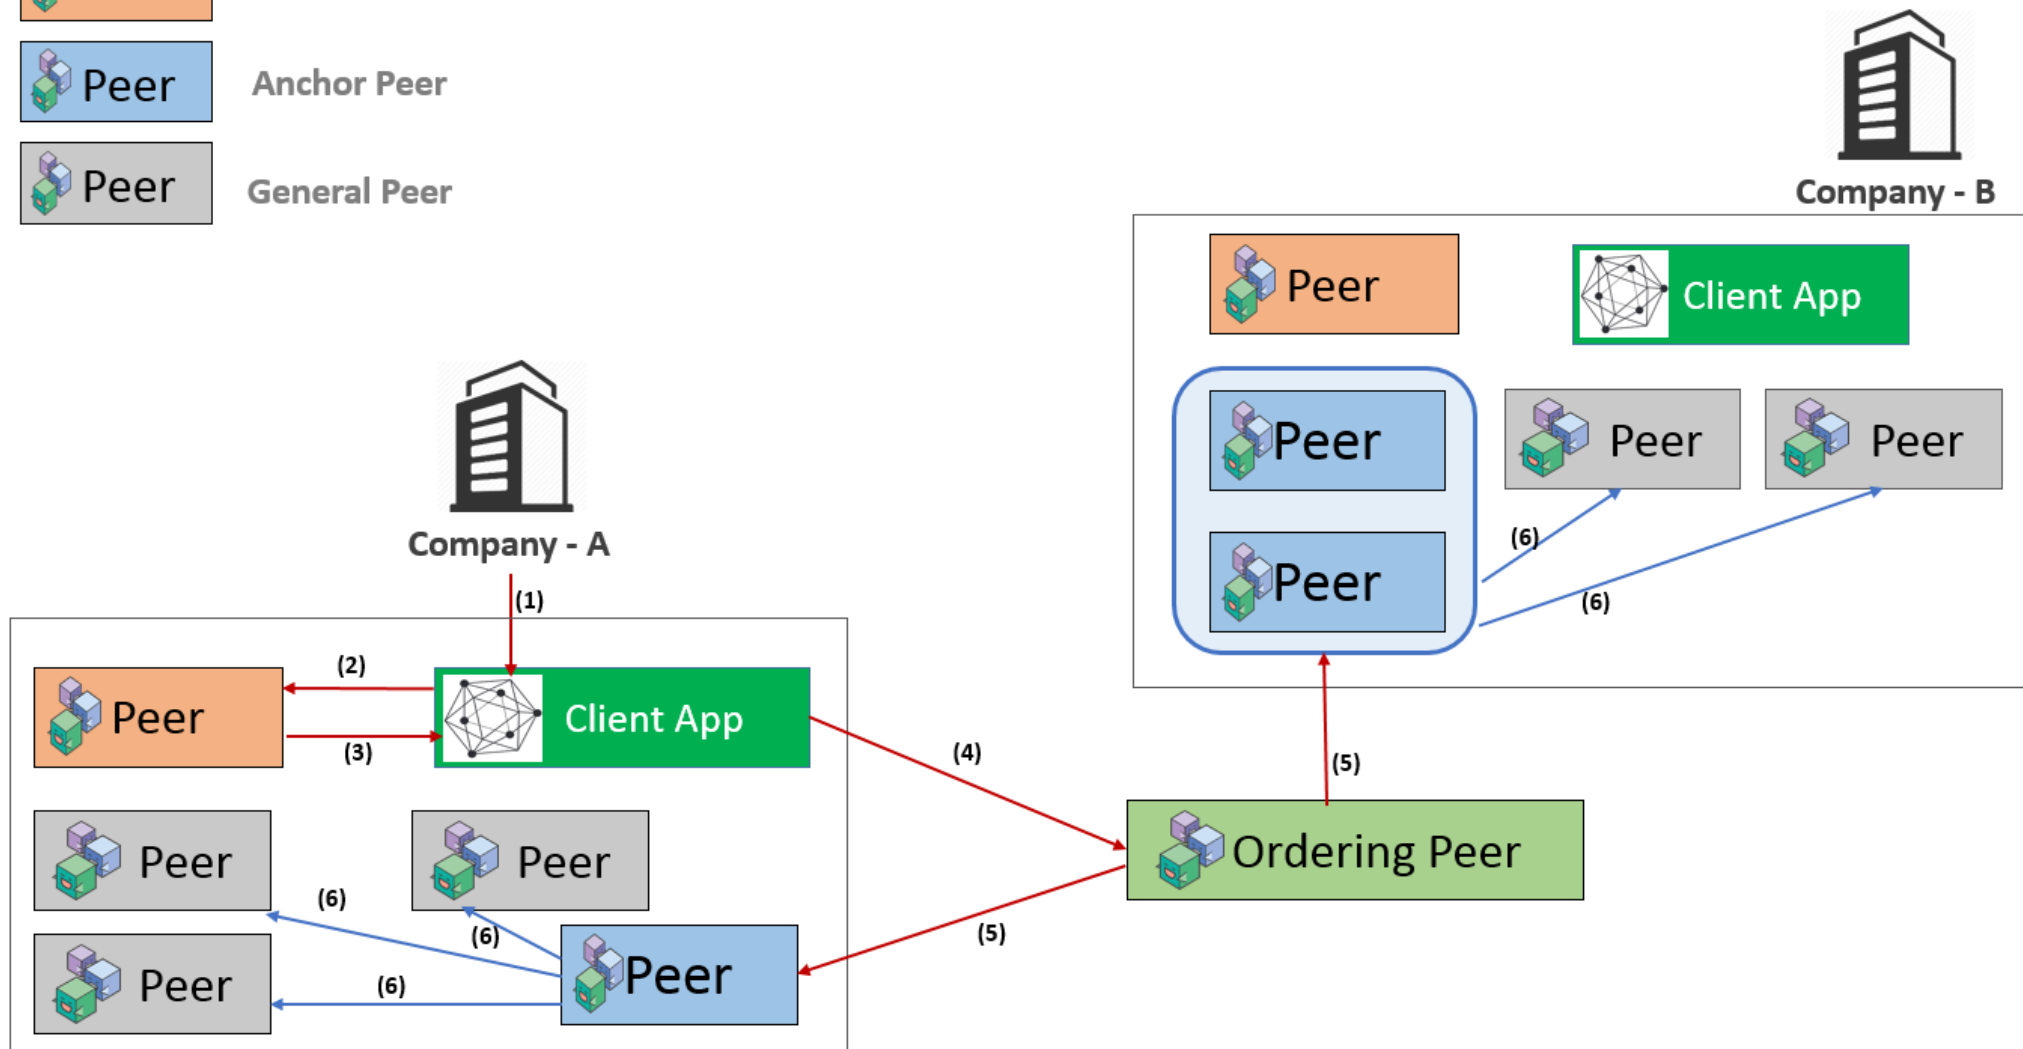 Peer
Anchor Peer
Peer
General Peer
Company - B
Peer
Client App
Peer
Peer
Peer
Peer
(6)
(6)
Company - A
(1)
Peer
(2)
(3)
Client App
(4)
(5)
Ordering Peer
Peer
Peer
(6)
(6)
(5)
Peer
(6)
Peer